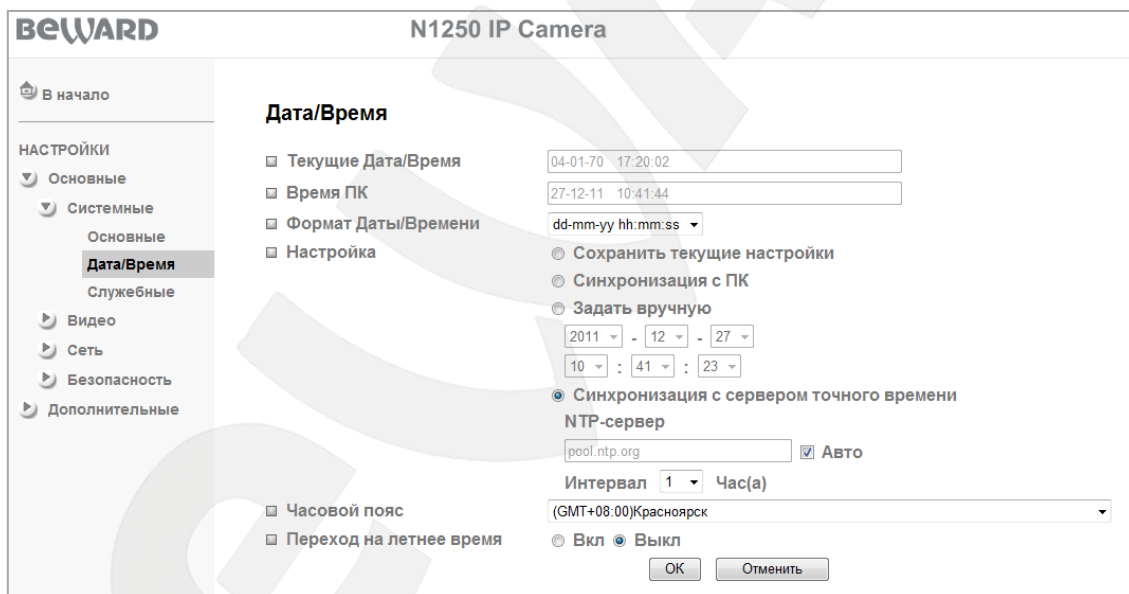 BEWARD N1250 IP Camera
В начало
Дата/Время
НАСТРОЙКИ
Основные
Системные
Основные
Дата/Время
Служебные
Видео
Сеть
Безопасность
Дополнительные
Текущие Дата/Время 04-01-70 17:20:02
Время ПК 27-12-11 10:41:44
Формат Даты/Времени dd-mm-yy hh:mm:ss
Настройка Сохранить текущие настройки
Синхронизация с ПК
Задать вручную
2011 - 12 - 27
10 : 41 : 23
Синхронизация с сервером точного времени
NTP-сервер
pool.ntp.org Авто
Интервал 1 Час(а)
Часовой пояс (GMT+08:00)Красноярск
Переход на летнее время Вкл Выкл
OK Отменить